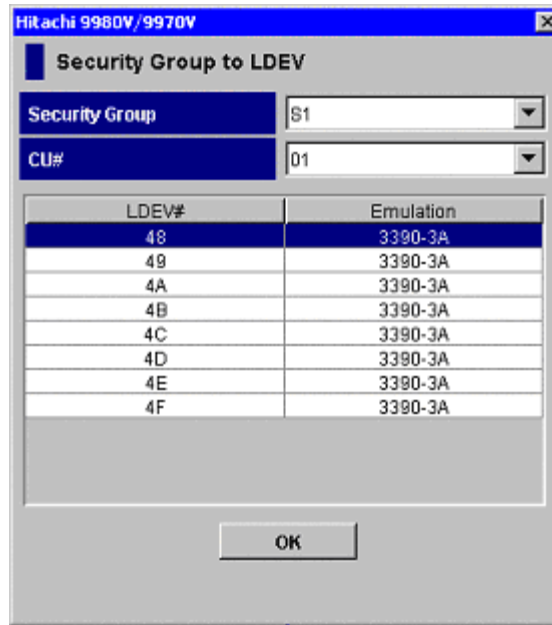 Hitachi 9980V/9970V
Security Group to LDEV
Security Group S1
CU# 01
LDEV# Emulation
48 3390-3A
49 3390-3A
4A 3390-3A
4B 3390-3A
4C 3390-3A
4D 3390-3A
4E 3390-3A
4F 3390-3A
OK